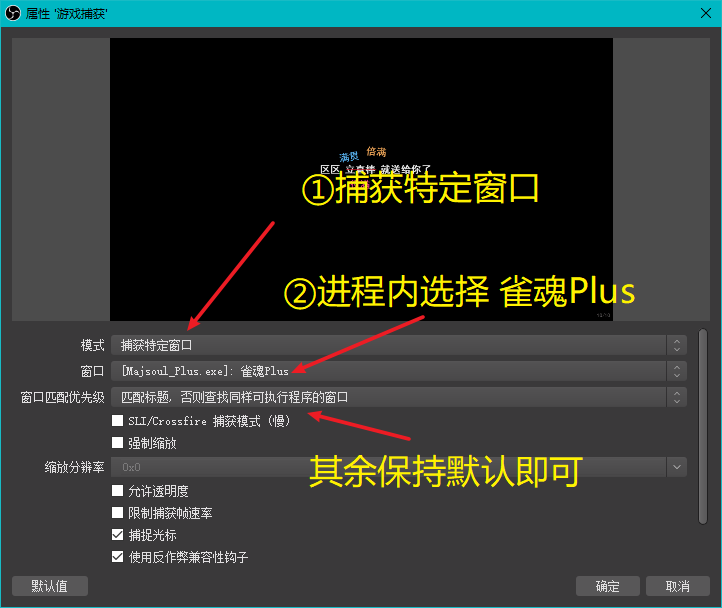 属性 '游戏捕获'
满贯 倍满
区区 立直棒 就送给你了
①捕获特定窗口
②进程内选择 雀魂Plus
模式 捕获特定窗口
窗口 [Majsoul_Plus.exe]: 雀魂Plus
窗口匹配优先级 匹配标题, 否则查找同样可执行程序的窗口
SLI/Crossfire 捕获模式 (慢)
强制缩放
缩放分辨率 0x0
其余保持默认即可
允许透明度
限制捕获帧速率
捕捉光标
使用反作弊兼容性钩子
默认值 确定 取消